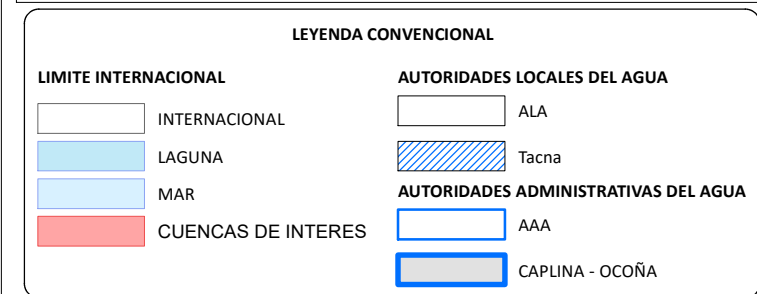 LEYENDA CONVENCIONAL
LIMITE INTERNACIONAL
INTERNACIONAL
LAGUNA
MAR
CUENCAS DE INTERES
AUTORIDADES LOCALES DEL AGUA
ALA
Tacna
AUTORIDADES ADMINISTRATIVAS DEL AGUA
AAA
CAPLINA - OCOÑA